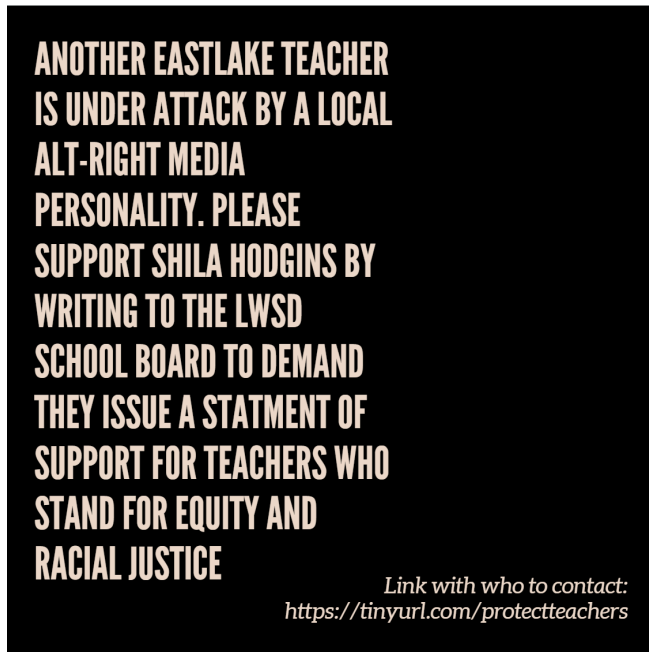 ANOTHER EASTLAKE TEACHER
IS UNDER ATTACK BY A LOCAL
ALT-RIGHT MEDIA
PERSONALITY. PLEASE
SUPPORT SHILA HODGINS BY
WRITING TO THE LWSD
SCHOOL BOARD TO DEMAND
THEY ISSUE A STATMENT OF
SUPPORT FOR TEACHERS WHO
STAND FOR EQUITY AND
RACIAL JUSTICE
Link with who to contact:
https://tinyurl.com/protectteachers